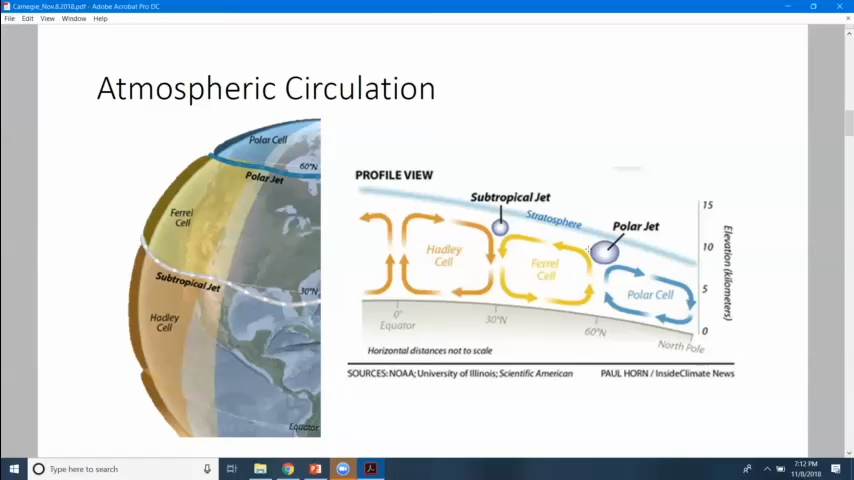 Carnegie_Nov.8.2018.pdf - Adobe Acrobat Pro DC
File Edit View Window Help
Atmospheric Circulation
Polar Cell
60°N
Polar Jet
Ferrel
Cell
Subtropical Jet
30°N
Hadley
Cell
Equator
PROFILE VIEW
Subtropical Jet
Stratosphere
Polar Jet
Hadley
Cell
Ferrel
Cell
Polar Cell
15
10
5
0
Elevation (kilometers)
0°
Equator
30°N
60°N
North Pole
Horizontal distances not to scale
SOURCES: NOAA; University of Illinois; Scientific American
PAUL HORN / InsideClimate News
Type here to search
7:12 PM
11/8/2018